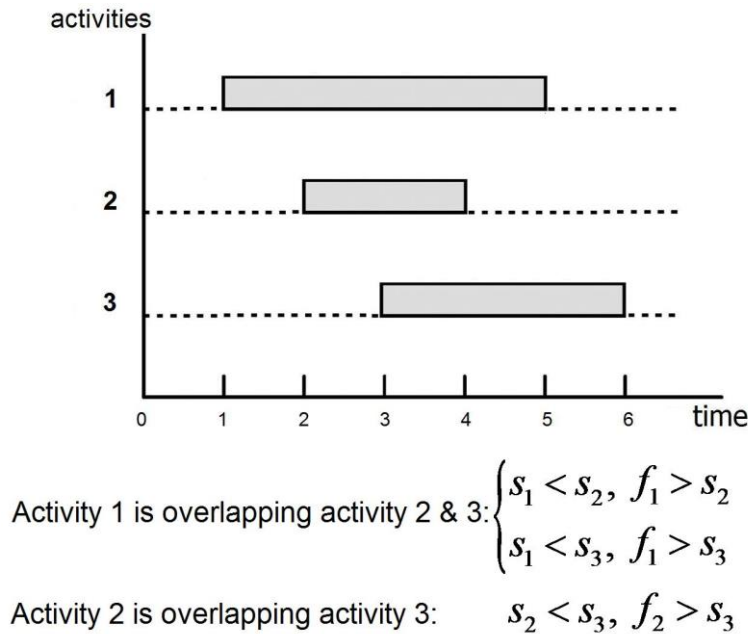 activities
1
2
3
0 1 2 3 4 5 6 time
Activity 1 is overlapping activity 2 & 3: { s₁ < s₂, f₁ > s₂
s₁ < s₃, f₁ > s₃
Activity 2 is overlapping activity 3: s₂ < s₃, f₂ > s₃